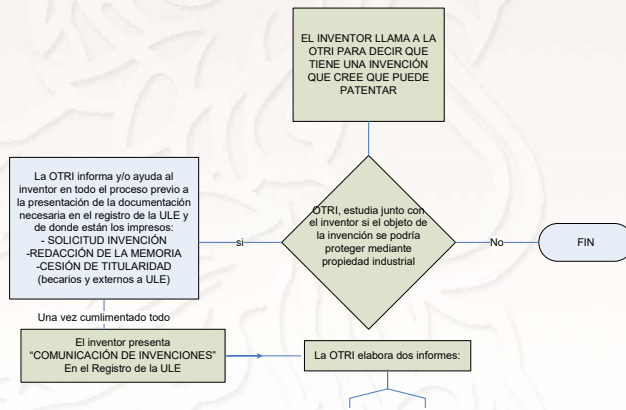 EL INVENTOR LLAMA A LA
OTRI PARA DECIR QUE
TIENE UNA INVENCIÓN
QUE CREE QUE PUEDE
PATENTAR
OTRI, estudia junto con
el inventor si el objeto de
la invención se podría
proteger mediante
propiedad industrial
No
FIN
si
La OTRI informa y/o ayuda al
inventor en todo el proceso previo a
la presentación de la documentación
necesaria en el registro de la ULE y
de donde están los impresos:
- SOLICITUD INVENCIÓN
-REDACCIÓN DE LA MEMORIA
-CESIÓN DE TITULARIDAD
(becarios y externos a ULE)
Una vez cumlimentado todo
El inventor presenta
“COMUNICACIÓN DE INVENCIONES”
En el Registro de la ULE
La OTRI elabora dos informes: